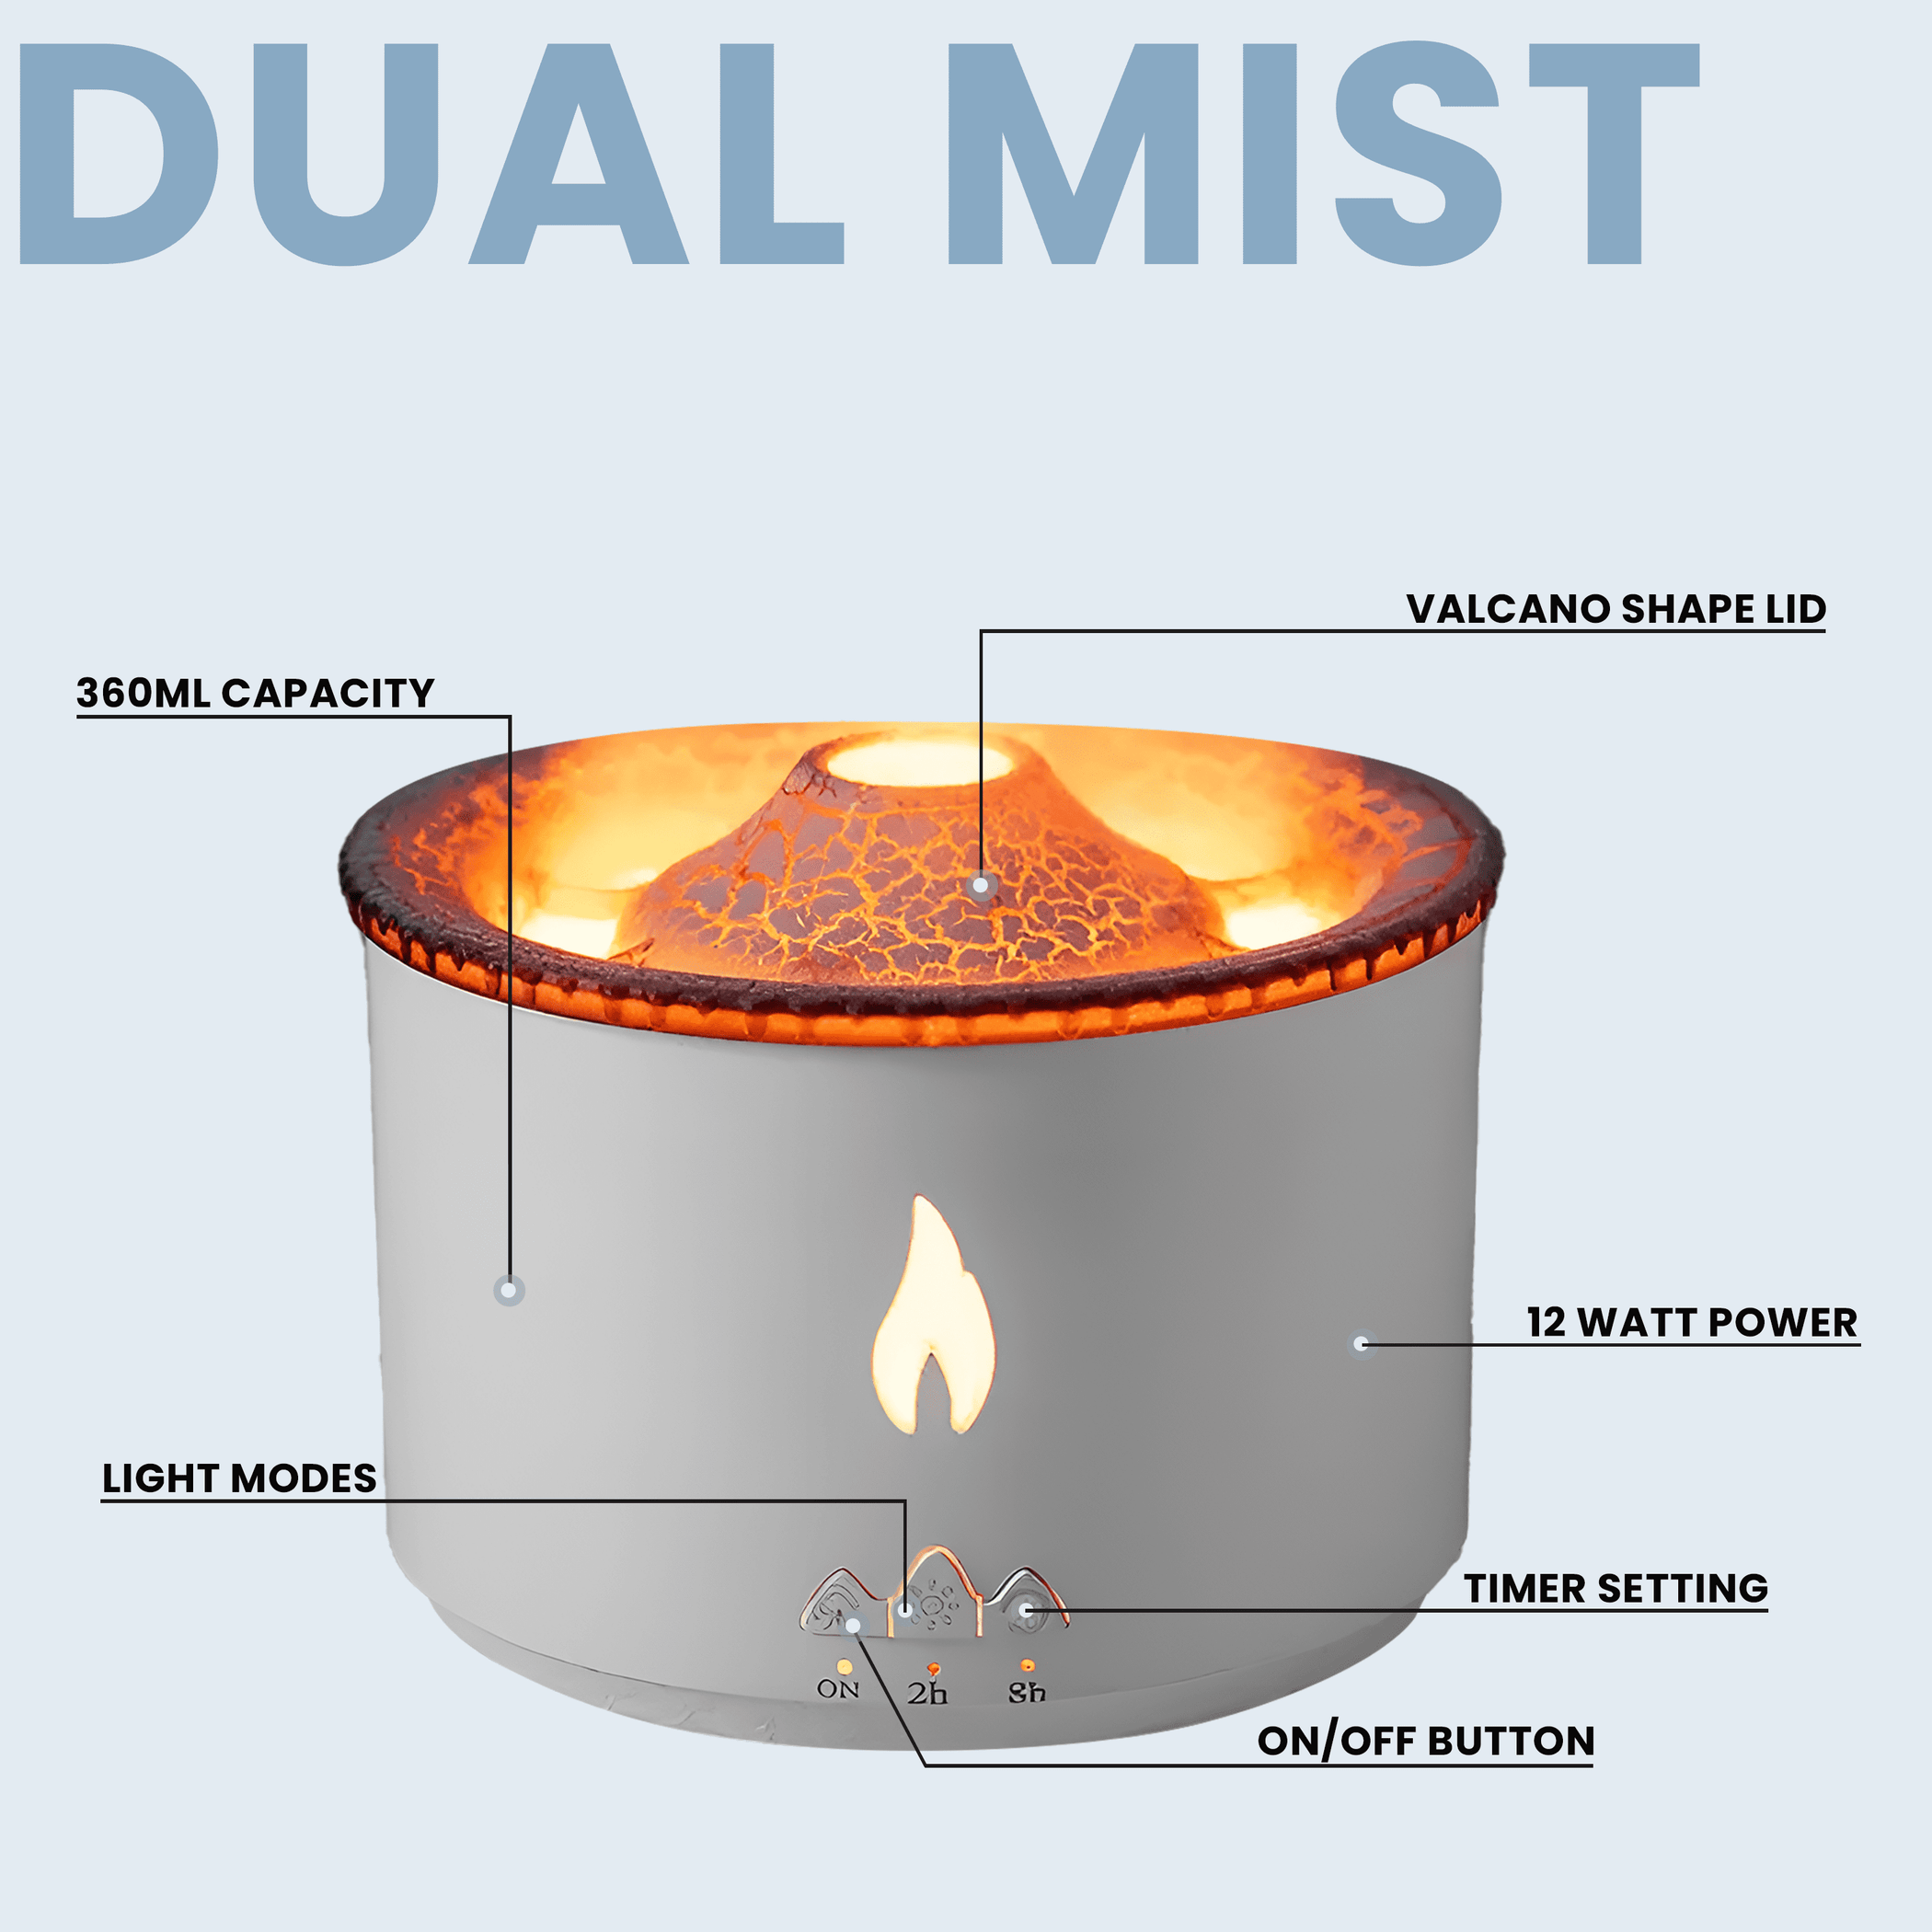 DUAL MIST
VALCANO SHAPE LID
360ML CAPACITY
12 WATT POWER
LIGHT MODES
TIMER SETTING
ON 2h 8h
ON/OFF BUTTON